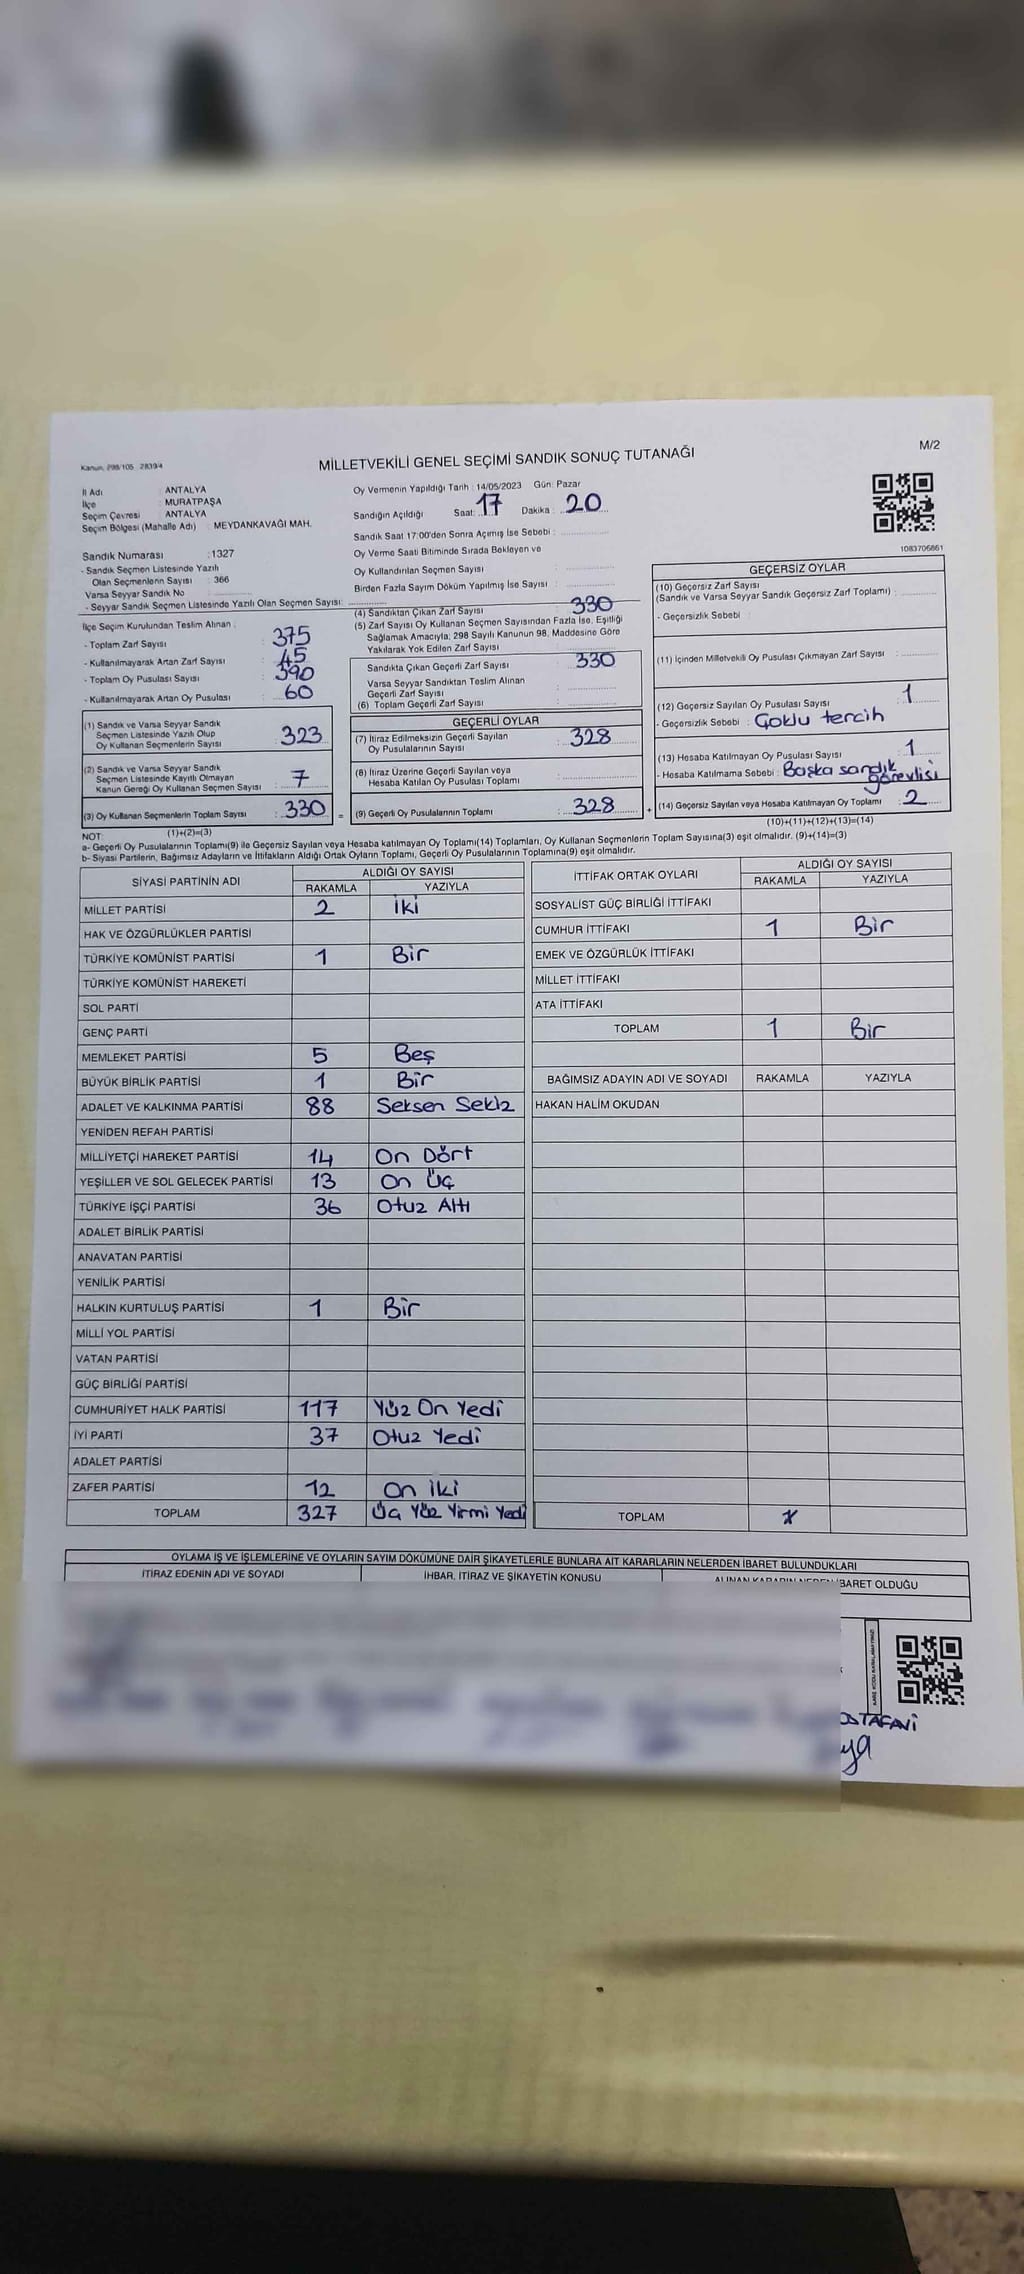 Kanun, 298/105 , 2839/4
MİLLETVEKİLİ GENEL SEÇİMİ SANDIK SONUÇ TUTANAĞI
M/2
İl Adı : ANTALYA
İlçe : MURATPAŞA
Seçim Çevresi : ANTALYA
Seçim Bölgesi (Mahalle Adı) : MEYDANKAVAĞI MAH.
Sandık Numarası : 1327
- Sandık Seçmen Listesinde Yazılı
Olan Seçmenlerin Sayısı : 366
Varsa Seyyar Sandık No :
- Seyyar Sandık Seçmen Listesinde Yazılı Olan Seçmen Sayısı:
Oy Vermenin Yapıldığı Tarih : 14/05/2023 Gün: Pazar
Sandığın Açıldığı Saat: 17 Dakika : 20
Sandık Saat 17:00'den Sonra Açımış İse Sebebi :
Oy Verme Saati Bitiminde Sırada Bekleyen ve
Oy Kullandırılan Seçmen Sayısı :
Birden Fazla Sayım Döküm Yapılmış İse Sayısı :
1083706861
İlçe Seçim Kurulundan Teslim Alınan :
- Toplam Zarf Sayısı : 375
- Kullanılmayarak Artan Zarf Sayısı : 45
- Toplam Oy Pusulası Sayısı : 390
- Kullanılmayarak Artan Oy Pusulası : 60
(4) Sandıktan Çıkan Zarf Sayısı : 330
(5) Zarf Sayısı Oy Kullanan Seçmen Sayısından Fazla İse, Eşitliği
Sağlamak Amacıyla; 298 Sayılı Kanunun 98. Maddesine Göre
Yakılarak Yok Edilen Zarf Sayısı :
Sandıkta Çıkan Geçerli Zarf Sayısı : 330
Varsa Seyyar Sandıktan Teslim Alınan
Geçerli Zarf Sayısı :
(6) Toplam Geçerli Zarf Sayısı :
GEÇERSİZ OYLAR
(10) Geçersiz Zarf Sayısı
(Sandık ve Varsa Seyyar Sandık Geçersiz Zarf Toplamı) :
- Geçersizlik Sebebi :
(11) İçinden Milletvekili Oy Pusulası Çıkmayan Zarf Sayısı :
(12) Geçersiz Sayılan Oy Pusulası Sayısı : 1
- Geçersizlik Sebebi : Çoklu tercih
(13) Hesaba Katılmayan Oy Pusulası Sayısı : 1
- Hesaba Katılmama Sebebi : Başka sandık
görevlisi
(14) Geçersiz Sayılan veya Hesaba Katılmayan Oy Toplamı : 2
(10)+(11)+(12)+(13)=(14)
(1) Sandık ve Varsa Seyyar Sandık
Seçmen Listesinde Yazılı Olup
Oy Kullanan Seçmenlerin Sayısı : 323
(2) Sandık ve Varsa Seyyar Sandık
Seçmen Listesinde Kayıtlı Olmayan
Kanun Gereği Oy Kullanan Seçmen Sayısı : 7
(3) Oy Kullanan Seçmenlerin Toplam Sayısı : 330 =
(1)+(2)=(3)
GEÇERLİ OYLAR
(7) İtiraz Edilmeksizin Geçerli Sayılan
Oy Pusulalarının Sayısı : 328
(8) İtiraz Üzerine Geçerli Sayılan veya
Hesaba Katılan Oy Pusulası Toplamı :
(9) Geçerli Oy Pusulalarının Toplamı : 328 +
NOT:
a- Geçerli Oy Pusulalarının Toplamı(9) ile Geçersiz Sayılan veya Hesaba katılmayan Oy Toplamı(14) Toplamları, Oy Kullanan Seçmenlerin Toplam Sayısına(3) eşit olmalıdır. (9)+(14)=(3)
b- Siyasi Partilerin, Bağımsız Adayların ve İttifakların Aldığı Ortak Oyların Toplamı, Geçerli Oy Pusulalarının Toplamına(9) eşit olmalıdır.
SİYASİ PARTİNİN ADI ALDIĞI OY SAYISI
RAKAMLA YAZIYLA
MİLLET PARTİSİ 2 iki
HAK VE ÖZGÜRLÜKLER PARTİSİ
TÜRKİYE KOMÜNİST PARTİSİ 1 Bir
TÜRKİYE KOMÜNİST HAREKETİ
SOL PARTİ
GENÇ PARTİ
MEMLEKET PARTİSİ 5 Beş
BÜYÜK BİRLİK PARTİSİ 1 Bir
ADALET VE KALKINMA PARTİSİ 88 Seksen Sekiz
YENİDEN REFAH PARTİSİ
MİLLİYETÇİ HAREKET PARTİSİ 14 On Dört
YEŞİLLER VE SOL GELECEK PARTİSİ 13 On Üç
TÜRKİYE İŞÇİ PARTİSİ 36 Otuz Altı
ADALET BİRLİK PARTİSİ
ANAVATAN PARTİSİ
YENİLİK PARTİSİ
HALKIN KURTULUŞ PARTİSİ 1 Bir
MİLLİ YOL PARTİSİ
VATAN PARTİSİ
GÜÇ BİRLİĞİ PARTİSİ
CUMHURİYET HALK PARTİSİ 117 Yüz On Yedi
İYİ PARTİ 37 Otuz Yedi
ADALET PARTİSİ
ZAFER PARTİSİ 12 On iki
TOPLAM 327 Üç Yüz Yirmi Yedi
İTTİFAK ORTAK OYLARI ALDIĞI OY SAYISI
RAKAMLA YAZIYLA
SOSYALİST GÜÇ BİRLİĞİ İTTİFAKI
CUMHUR İTTİFAKI 1 Bir
EMEK VE ÖZGÜRLÜK İTTİFAKI
MİLLET İTTİFAKI
ATA İTTİFAKI
TOPLAM 1 Bir
BAĞIMSIZ ADAYIN ADI VE SOYADI RAKAMLA YAZIYLA
HAKAN HALİM OKUDAN
TOPLAM
OYLAMA İŞ VE İŞLEMLERİNE VE OYLARIN SAYIM DÖKÜMÜNE DAİR ŞİKAYETLERLE BUNLARA AİT KARARLARIN NELERDEN İBARET BULUNDUKLARI
İTİRAZ EDENİN ADI VE SOYADI İHBAR, İTİRAZ VE ŞİKAYETİN KONUSU ALINAN KARARIN NEDEN İBARET OLDUĞU